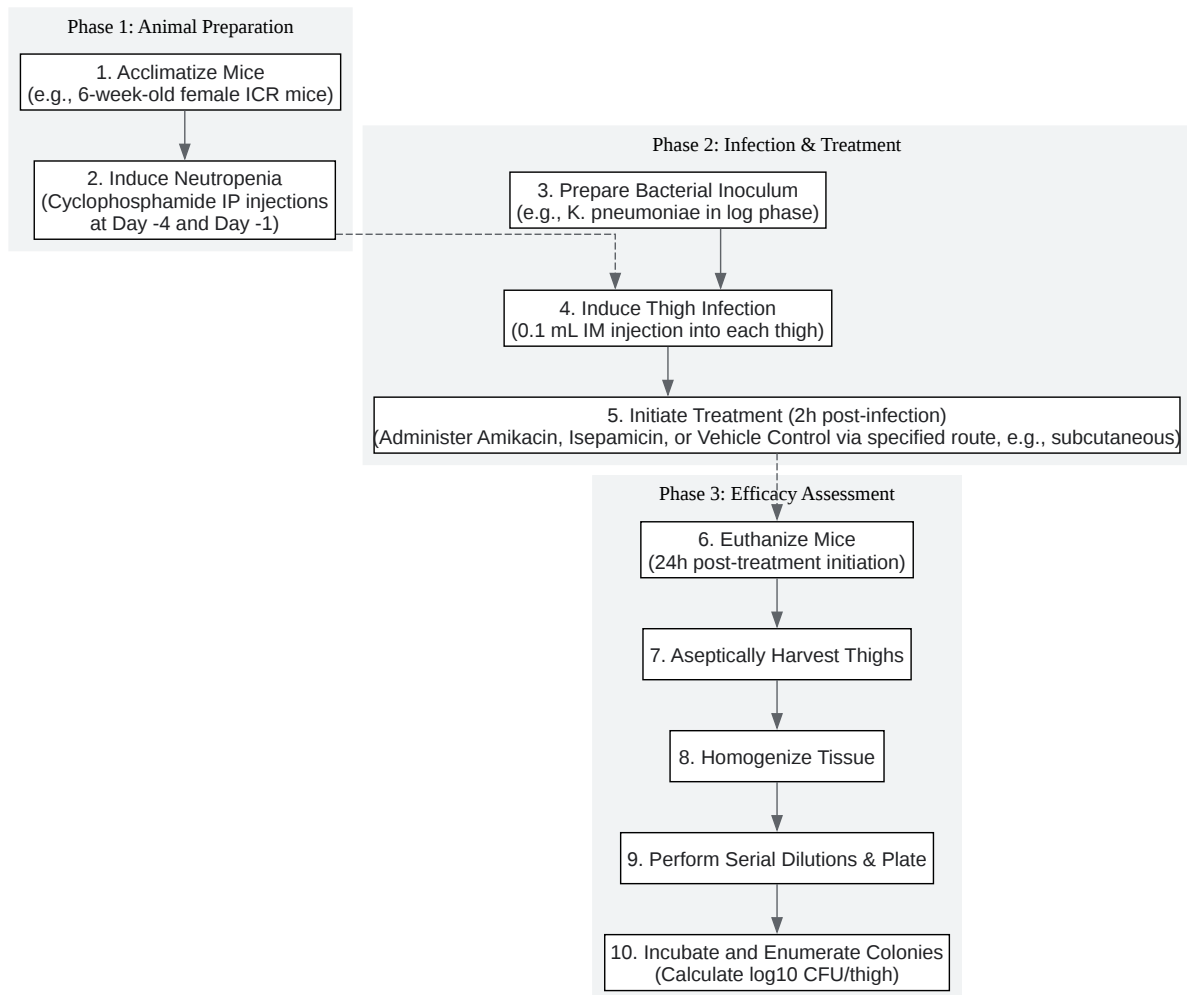 Phase 1: Animal Preparation
1. Acclimatize Mice
(e.g., 6-week-old female ICR mice)
2. Induce Neutropenia
(Cyclophosphamide IP injections
at Day -4 and Day -1)
Phase 2: Infection & Treatment
3. Prepare Bacterial Inoculum
(e.g., K. pneumoniae in log phase)
4. Induce Thigh Infection
(0.1 mL IM injection into each thigh)
5. Initiate Treatment (2h post-infection)
(Administer Amikacin, Isepamicin, or Vehicle Control via specified route, e.g., subcutaneous)
Phase 3: Efficacy Assessment
6. Euthanize Mice
(24h post-treatment initiation)
7. Aseptically Harvest Thighs
8. Homogenize Tissue
9. Perform Serial Dilutions & Plate
10. Incubate and Enumerate Colonies
(Calculate log10 CFU/thigh)